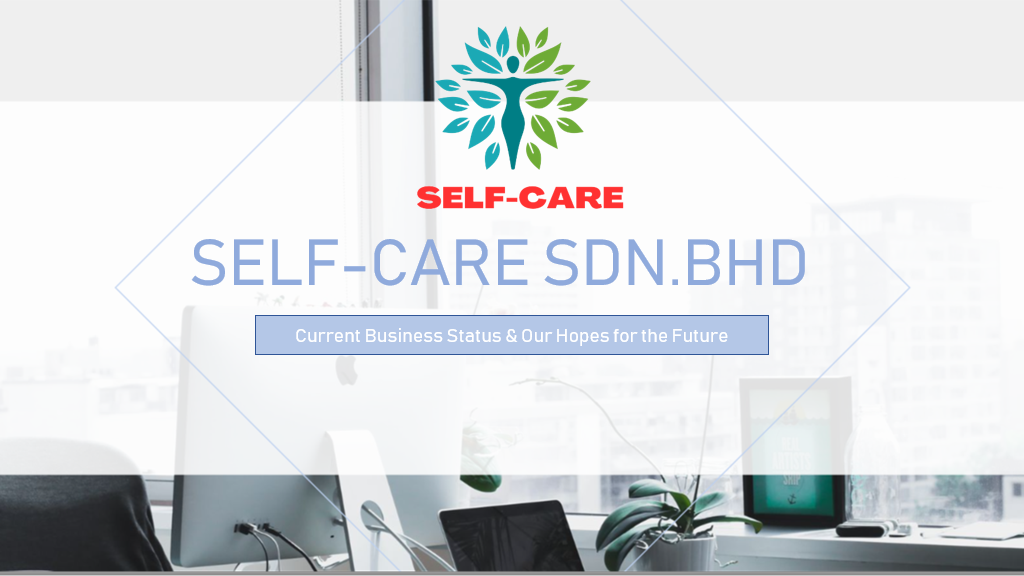 SELF-CARE
SELF-CARE SDN.BHD
Current Business Status & Our Hopes for the Future